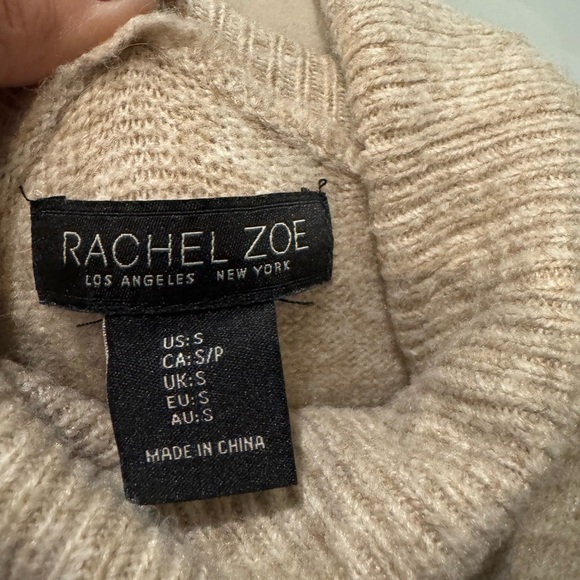 RACHEL ZOE
LOS ANGELES NEW YORK
US: S
CA: S/P
UK: S
EU: S
AU: S
MADE IN CHINA